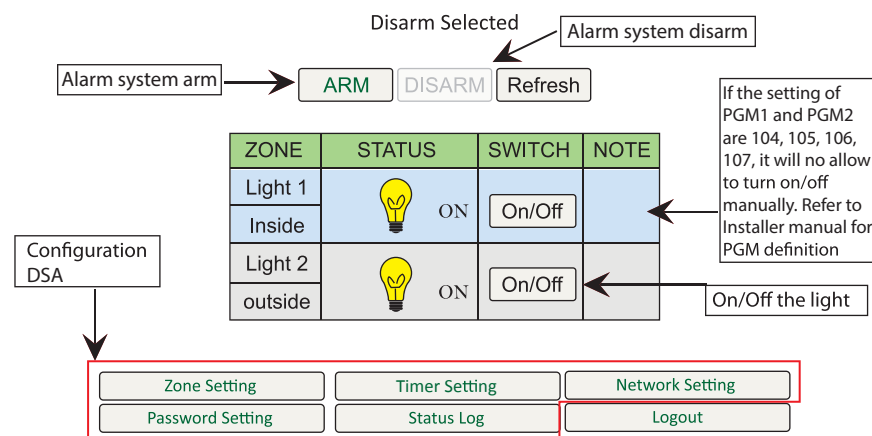 Disarm Selected
Alarm system disarm
Alarm system arm
ARM DISARM Refresh
If the setting of
PGM1 and PGM2
are 104, 105, 106,
107, it will no allow
to turn on/off
manually. Refer to
Installer manual for
PGM definition
ZONE STATUS SWITCH NOTE
Light 1
ON On/Off
Inside
Light 2
ON On/Off
outside
Configuration
DSA
On/Off the light
Zone Setting Timer Setting Network Setting
Password Setting Status Log Logout